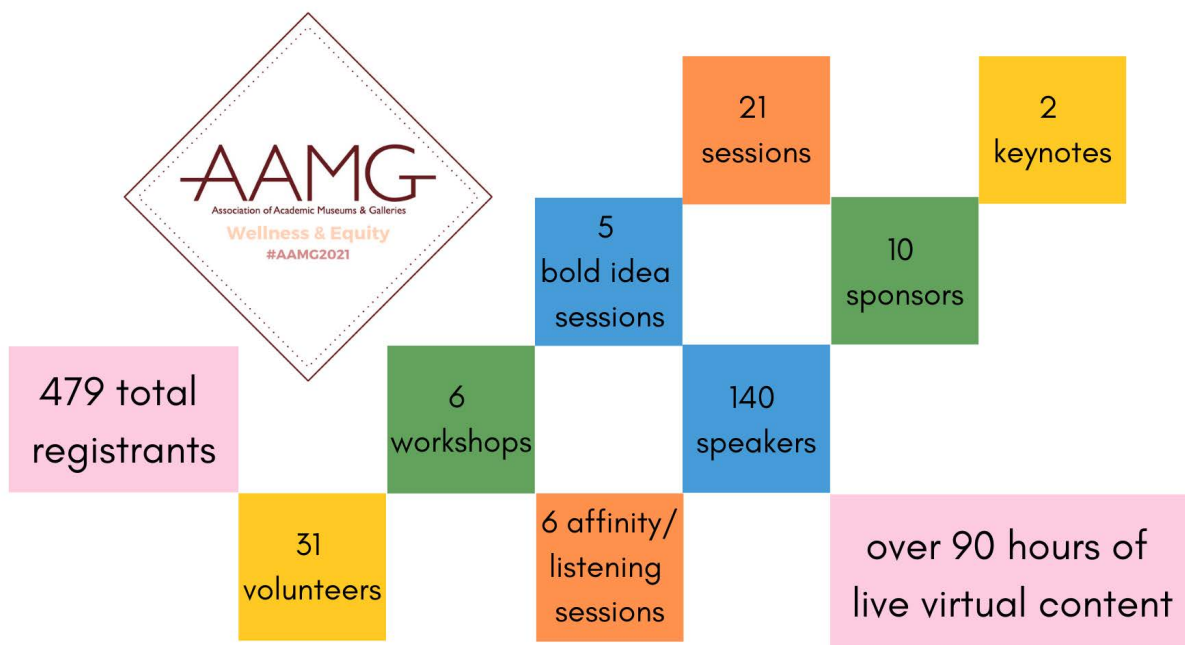 AAMG
Association of Academic Museums & Galleries
Wellness & Equity
#AAMG2021
21
sessions
2
keynotes
5
bold idea
sessions
10
sponsors
479 total
registrants
6
workshops
140
speakers
31
volunteers
6 affinity/
listening
sessions
over 90 hours of
live virtual content